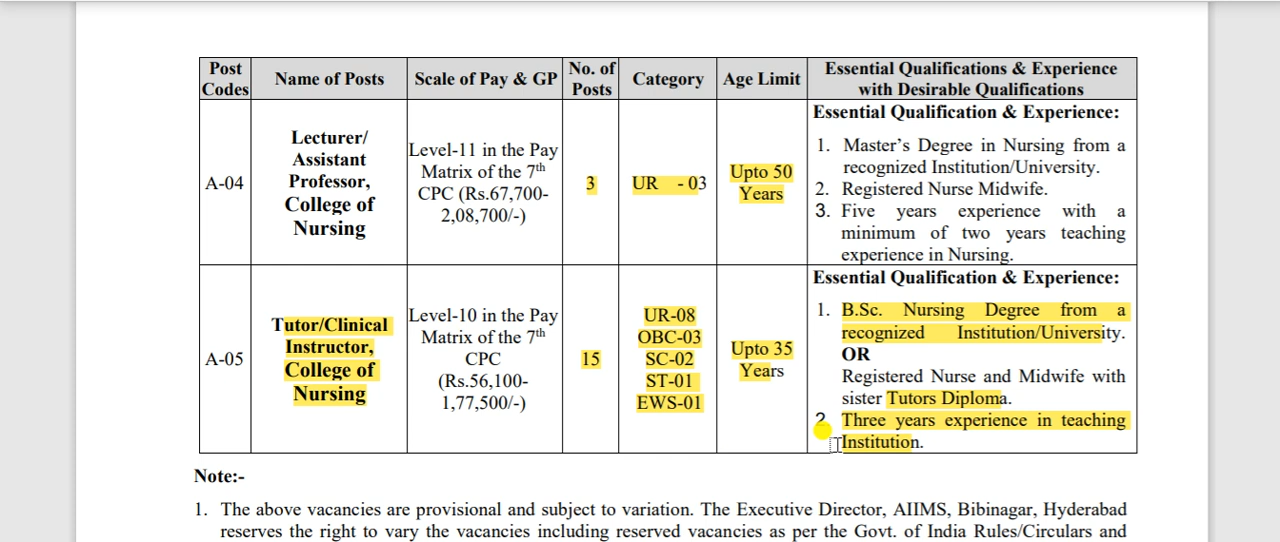 Post Codes
Name of Posts
Scale of Pay & GP
No. of Posts
Category
Age Limit
Essential Qualifications & Experience
with Desirable Qualifications
A-04
Lecturer/
Assistant
Professor,
College of
Nursing
Level-11 in the Pay
Matrix of the 7th
CPC (Rs.67,700-
2,08,700/-)
3
UR - 03
Upto 50
Years
Essential Qualification & Experience:
1. Master's Degree in Nursing from a
recognized Institution/University.
2. Registered Nurse Midwife.
3. Five years experience with a
minimum of two years teaching
experience in Nursing.
A-05
Tutor/Clinical
Instructor,
College of
Nursing
Level-10 in the Pay
Matrix of the 7th
CPC
(Rs.56,100-
1,77,500/-)
15
UR-08
OBC-03
SC-02
ST-01
EWS-01
Upto 35
Years
Essential Qualification & Experience:
1. B.Sc. Nursing Degree from a
recognized Institution/University.
OR
Registered Nurse and Midwife with
sister Tutors Diploma.
2. Three years experience in teaching
Institution.
Note:-
1. The above vacancies are provisional and subject to variation. The Executive Director, AIIMS, Bibinagar, Hyderabad
reserves the right to vary the vacancies including reserved vacancies as per the Govt. of India Rules/Circulars and